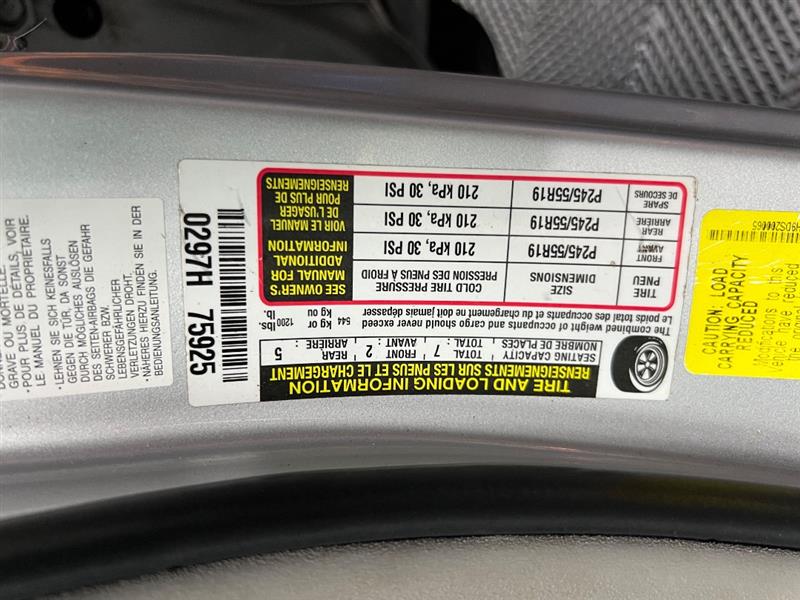 TIRE AND LOADING INFORMATION
RENSEIGNEMENTS SUR LES PNEUS ET LE CHARGEMENT
SEATING CAPACITY TOTAL 7 FRONT 2 REAR 5
NOMBRE DE PLACES TOTAL AVANT ARRIÈRE
The combined weight of occupants and cargo should never exceed 544 kg or 1200 lbs.
Le poids total des occupants et du chargement ne doit jamais dépasser kg ou lb.
TIRE SIZE COLD TIRE PRESSURE
PNEU DIMENSIONS PRESSION DES PNEUS À FROID
FRONT AVANT P245/55R19 210 kPa, 30 PSI
REAR ARRIÈRE P245/55R19 210 kPa, 30 PSI
SPARE DE SECOURS P245/55R19 210 kPa, 30 PSI
SEE OWNER'S
MANUAL FOR
ADDITIONAL
INFORMATION
VOIR LE MANUEL
DE L'USAGER
POUR PLUS DE
RENSEIGNEMENTS
0297H 75925
CAUTION: LOAD
CARRYING CAPACITY
REDUCED
Modifications to this
Vehicle have reduced
GRAVE OU MORTELLE.
· POUR PLUS DE DÉTAILS, VOIR
LE MANUEL DU PROPRIÉTAIRE.
· LEHNEN SIE SICH KEINESFALLS
GEGEN DIE TÜR, DA SONST
DURCH MÖGLICHES AUSLÖSEN
DES SEITEN-AIRBAGS DIE GEFAHR
SCHWERER BZW.
LEBENSGEFÄHRLICHER
VERLETZUNGEN DROHT.
· NÄHERES HIERZU FINDEN SIE IN DER
BEDIENUNGSANLEITUNG.